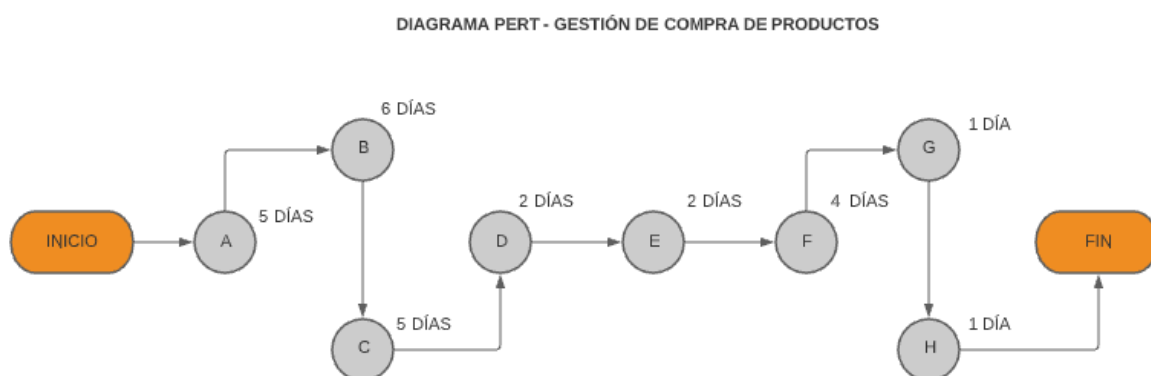 DIAGRAMA PERT - GESTIÓN DE COMPRA DE PRODUCTOS
6 DÍAS
B
1 DÍA
G
INICIO
A
5 DÍAS
2 DÍAS
D
2 DÍAS
E
4 DÍAS
F
FIN
5 DÍAS
C
1 DÍA
H